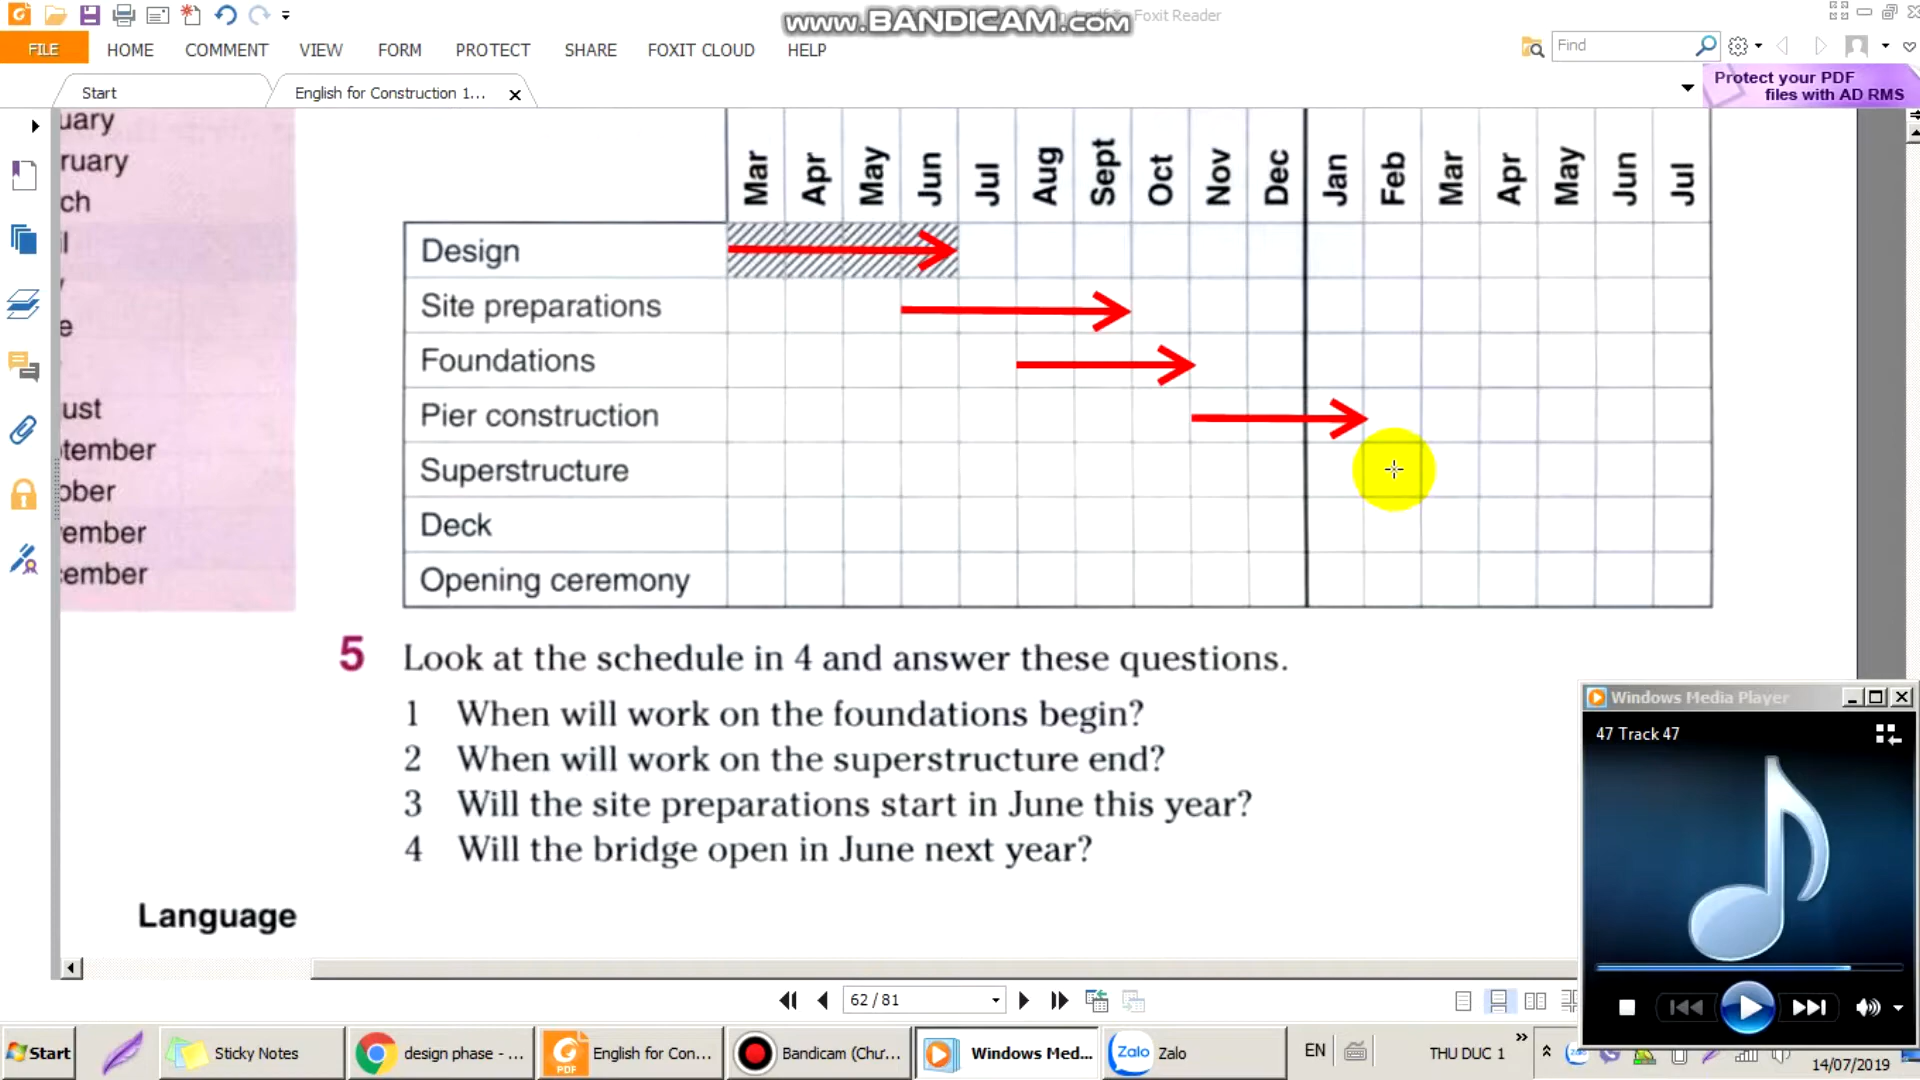 www.BANDICAM.com
Foxit Reader
FILE HOME COMMENT VIEW FORM PROTECT SHARE FOXIT CLOUD HELP
Find
Start
English for Construction 1...
Protect your PDF
files with AD RMS
uary
ruary
ch
il
y
e
ust
tember
ober
vember
cember
Mar Apr May Jun Jul Aug Sept Oct Nov Dec Jan Feb Mar Apr May Jun Jul
Design
Site preparations
Foundations
Pier construction
Superstructure
Deck
Opening ceremony
5 Look at the schedule in 4 and answer these questions.
1 When will work on the foundations begin?
2 When will work on the superstructure end?
3 Will the site preparations start in June this year?
4 Will the bridge open in June next year?
Language
Windows Media Player
47 Track 47
62 / 81
Start
Sticky Notes
design phase - ...
English for Con...
Bandicam (Chư...
Windows Med...
Zalo
Zalo
EN
THU DUC 1
14/07/2019